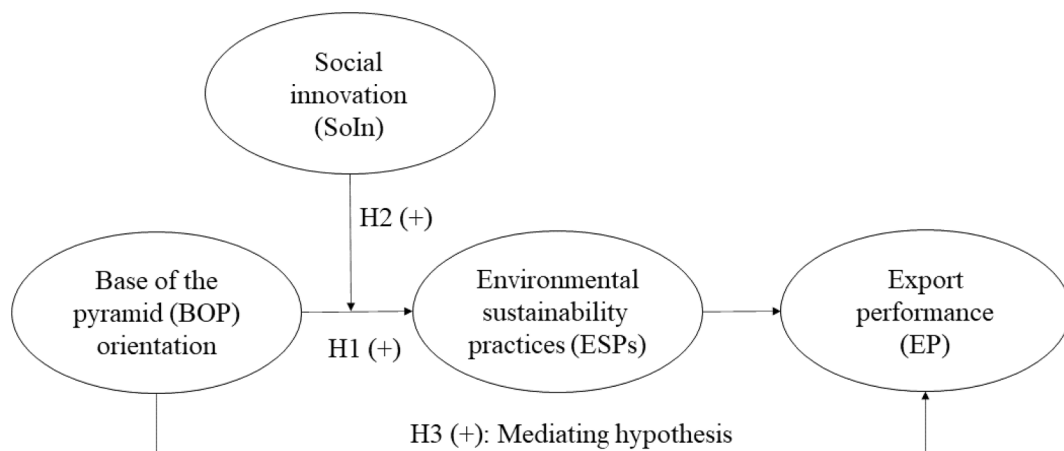 Social
innovation
(SoIn)
H2 (+)
Base of the
pyramid (BOP)
orientation
H1 (+)
Environmental
sustainability
practices (ESPs)
Export
performance
(EP)
H3 (+): Mediating hypothesis